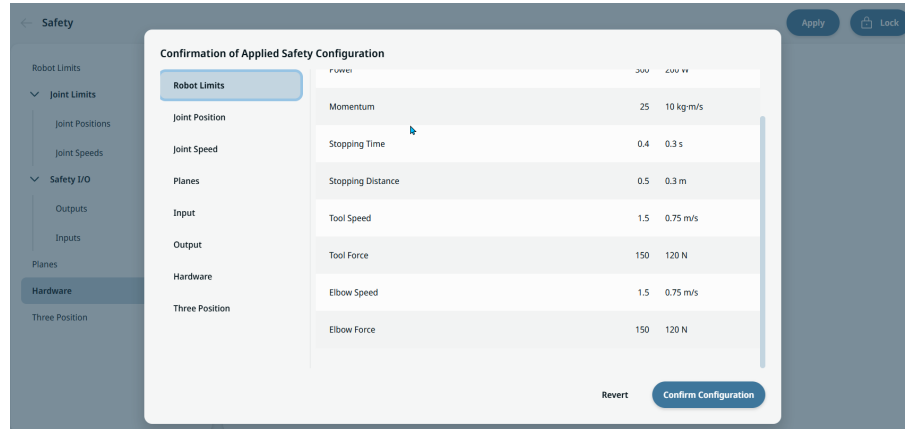 Safety
Apply
Lock
Robot Limits
Joint Limits
Joint Positions
Joint Speeds
Safety I/O
Outputs
Inputs
Planes
Hardware
Three Position
Confirmation of Applied Safety Configuration
Robot Limits
Joint Position
Joint Speed
Planes
Input
Output
Hardware
Three Position
Power 300 200 W
Momentum 25 10 kg-m/s
Stopping Time 0.4 0.3 s
Stopping Distance 0.5 0.3 m
Tool Speed 1.5 0.75 m/s
Tool Force 150 120 N
Elbow Speed 1.5 0.75 m/s
Elbow Force 150 120 N
Revert
Confirm Configuration